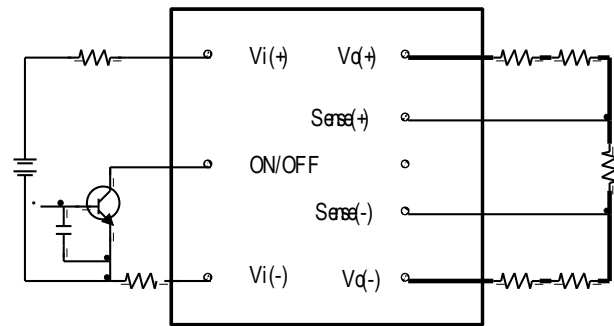 Vi(+) Vo(+)
Sense(+)
ON/OFF
Sense(-)
Vi(-) Vo(-)